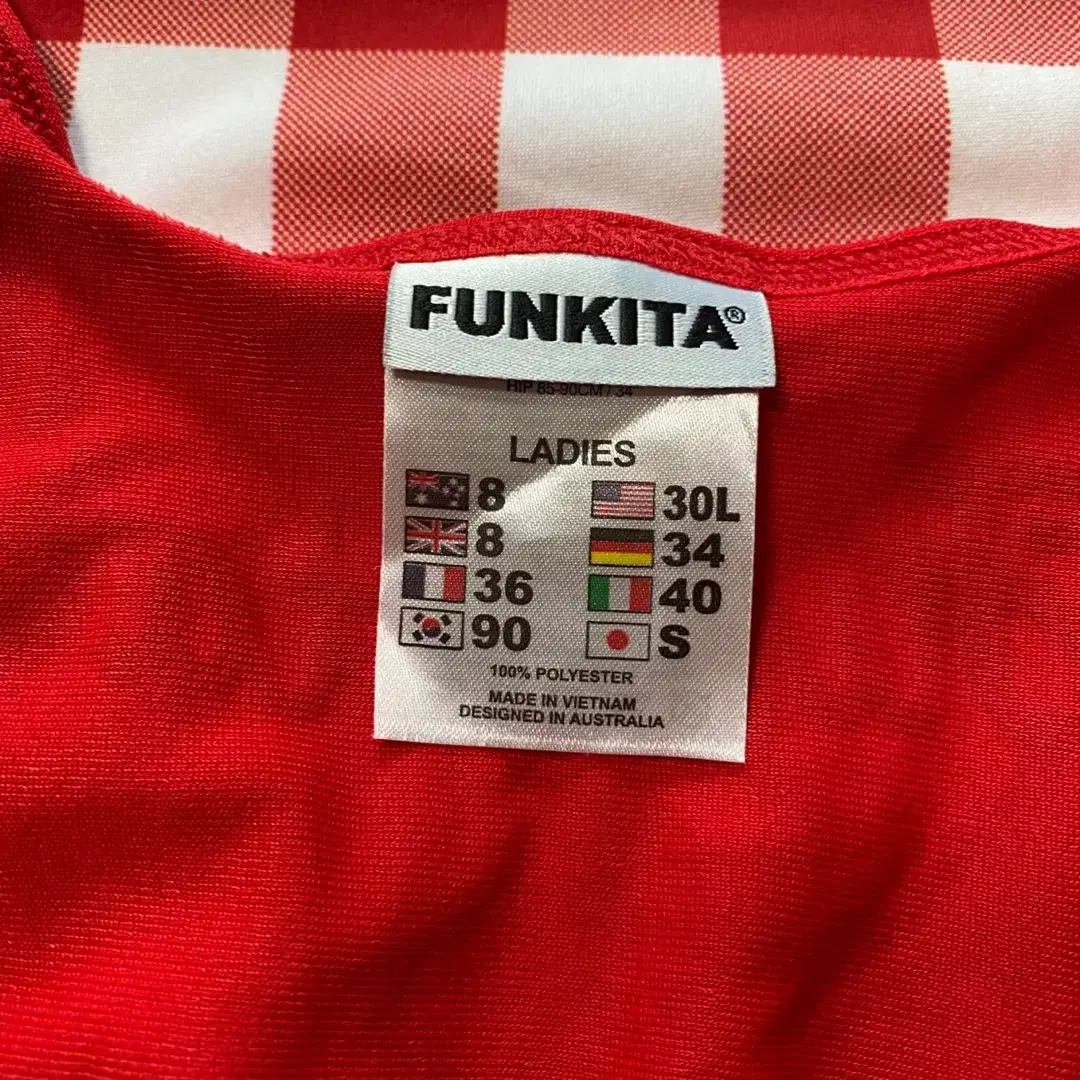 FUNKITA®
HIP 85-90CM / 34"
LADIES
8 30L
8 34
36 40
90 S
100% POLYESTER
MADE IN VIETNAM
DESIGNED IN AUSTRALIA